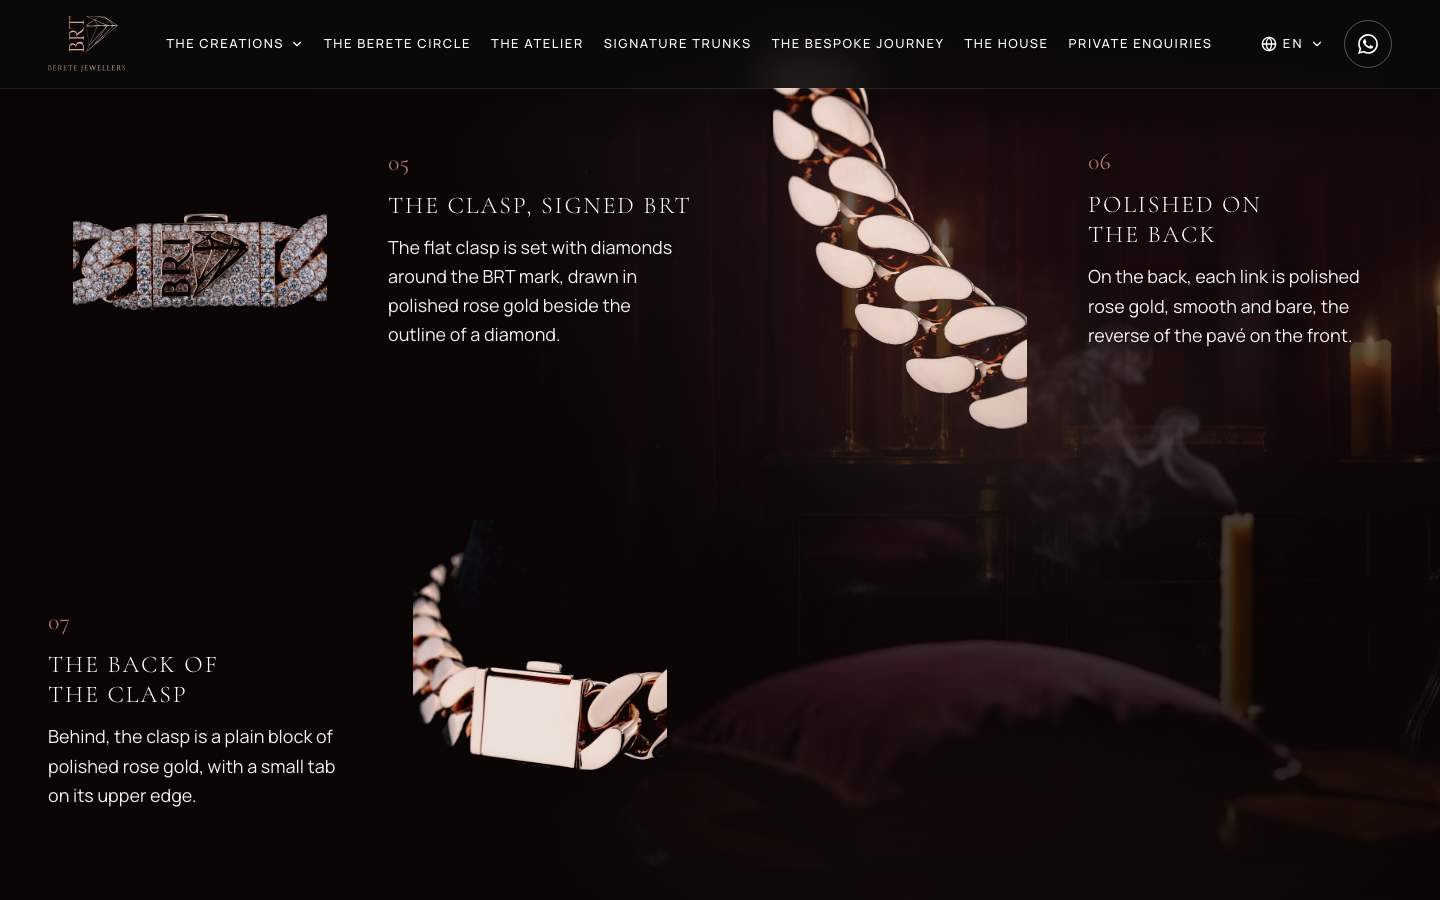 BRT
BERETE JEWELLERS
THE CREATIONS
THE BERETE CIRCLE
THE ATELIER
SIGNATURE TRUNKS
THE BESPOKE JOURNEY
THE HOUSE
PRIVATE ENQUIRIES
EN
BRT
05
THE CLASP, SIGNED BRT
The flat clasp is set with diamonds
around the BRT mark, drawn in
polished rose gold beside the
outline of a diamond.
06
POLISHED ON
THE BACK
On the back, each link is polished
rose gold, smooth and bare, the
reverse of the pavé on the front.
07
THE BACK OF
THE CLASP
Behind, the clasp is a plain block of
polished rose gold, with a small tab
on its upper edge.